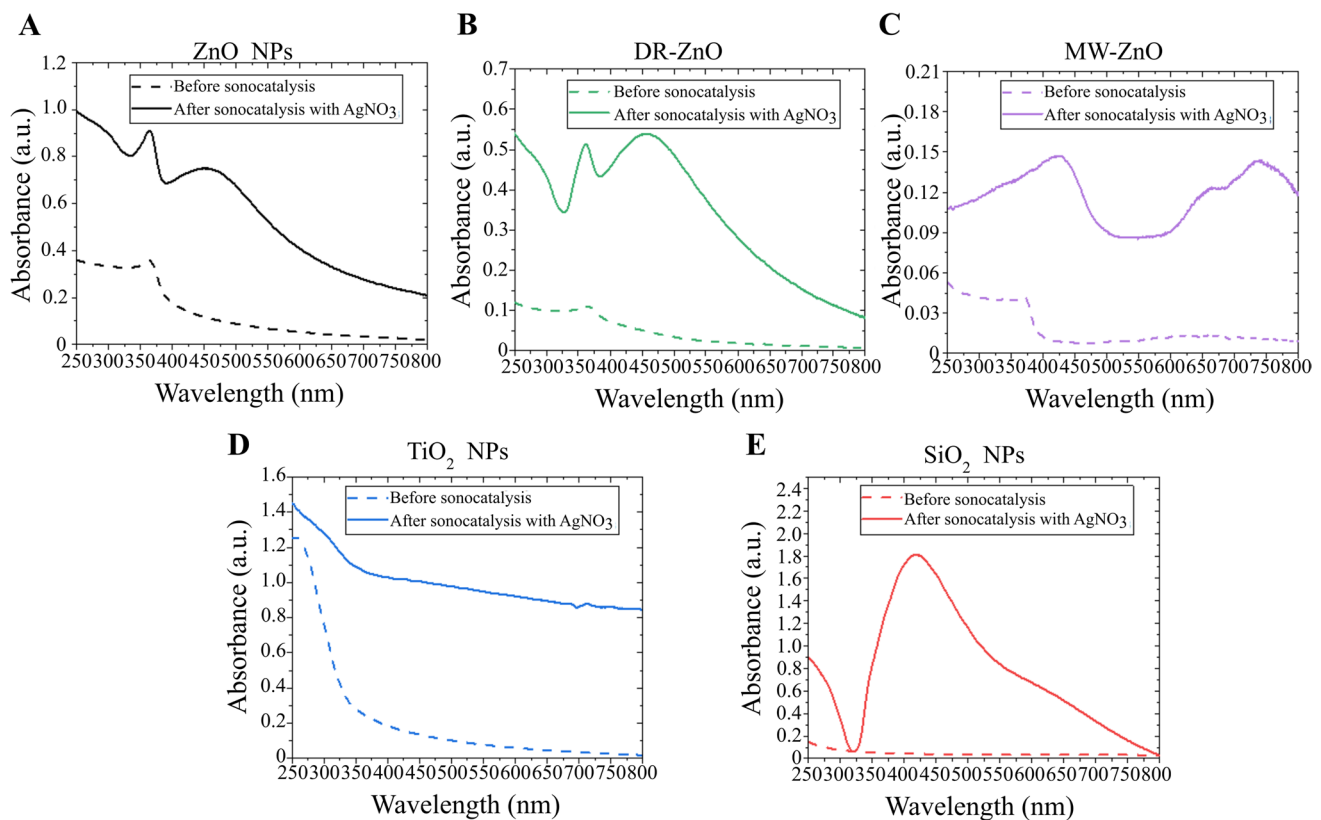 A
ZnO NPs
Absorbance (a.u.)
1.2
1.0
0.8
0.6
0.4
0.2
0
Before sonocatalysis
After sonocatalysis with AgNO3
250300350400450500550600650700750800
Wavelength (nm)
B
DR-ZnO
Absorbance (a.u.)
0.7
0.6
0.5
0.4
0.3
0.2
0.1
0
Before sonocatalysis
After sonocatalysis with AgNO3
250300350400450500550600650700750800
Wavelength (nm)
C
MW-ZnO
Absorbance (a.u.)
0.21
0.18
0.15
0.12
0.09
0.06
0.03
0
Before sonocatalysis
After sonocatalysis with AgNO3
250300350400450500550600650700750800
Wavelength (nm)
D
TiO2 NPs
Absorbance (a.u.)
1.6
1.4
1.2
1.0
0.8
0.6
0.4
0.2
0
Before sonocatalysis
After sonocatalysis with AgNO3
250300350400450500550600650700750800
Wavelength (nm)
E
SiO2 NPs
Absorbance (a.u.)
2.4
2.2
2.0
1.8
1.6
1.4
1.2
1.0
0.8
0.6
0.4
0.2
0
Before sonocatalysis
After sonocatalysis with AgNO3
250300350400450500550600650700750800
Wavelength (nm)